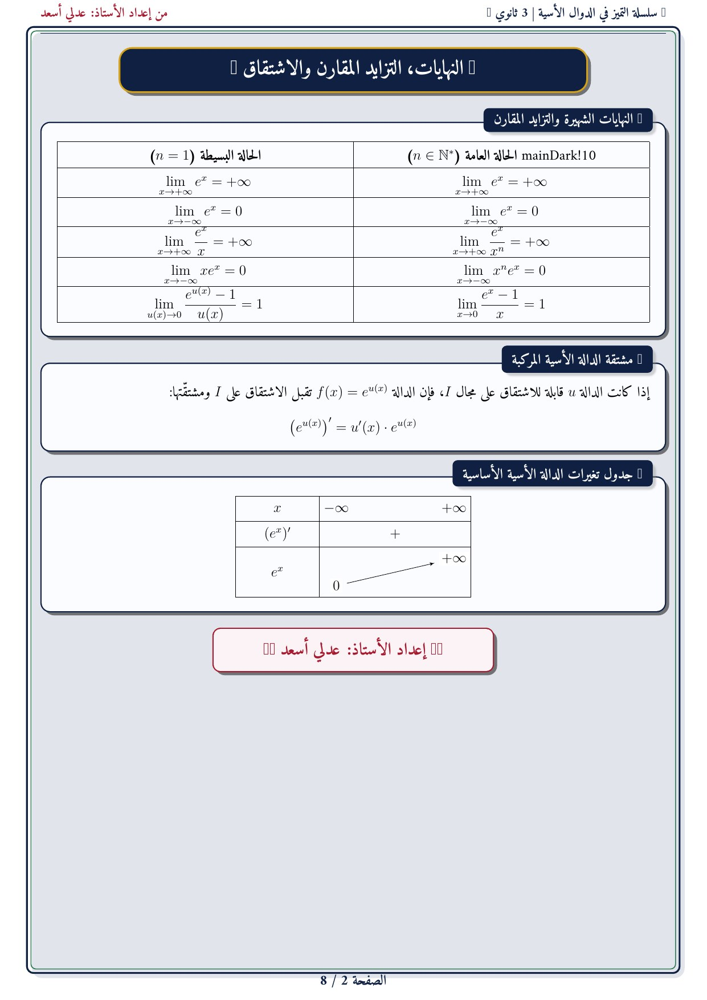 ▯ سلسلة التميز في الدوال الأسية | 3 ثانوي ▯
من إعداد الأستاذ: عدلي أسعد
▯ النهايات، التزايد المقارن والاشتقاق ▯
▯ النهايات الشهيرة والتزايد المقارن
mainDark!10 الحالة العامة (n ∈ ℕ*)
الحالة البسيطة (n = 1)
lim_{x→+∞} e^x = +∞
lim_{x→+∞} e^x = +∞
lim_{x→−∞} e^x = 0
lim_{x→−∞} e^x = 0
lim_{x→+∞} e^x / x^n = +∞
lim_{x→+∞} e^x / x = +∞
lim_{x→−∞} x^n e^x = 0
lim_{x→−∞} xe^x = 0
lim_{x→0} (e^x − 1) / x = 1
lim_{u(x)→0} (e^{u(x)} − 1) / u(x) = 1
▯ مشتقة الدالة الأسية المركبة
إذا كانت الدالة u قابلة للاشتقاق على مجال I، فإن الدالة f(x) = e^{u(x)} تقبل الاشتقاق على I ومشتقّتها:
(e^{u(x)})′ = u′(x) · e^{u(x)}
▯ جدول تغيرات الدالة الأسية الأساسية
x −∞ +∞
(e^x)′ +
e^x 0 +∞
▯▯ إعداد الأستاذ: عدلي أسعد ▯▯
الصفحة 2 / 8